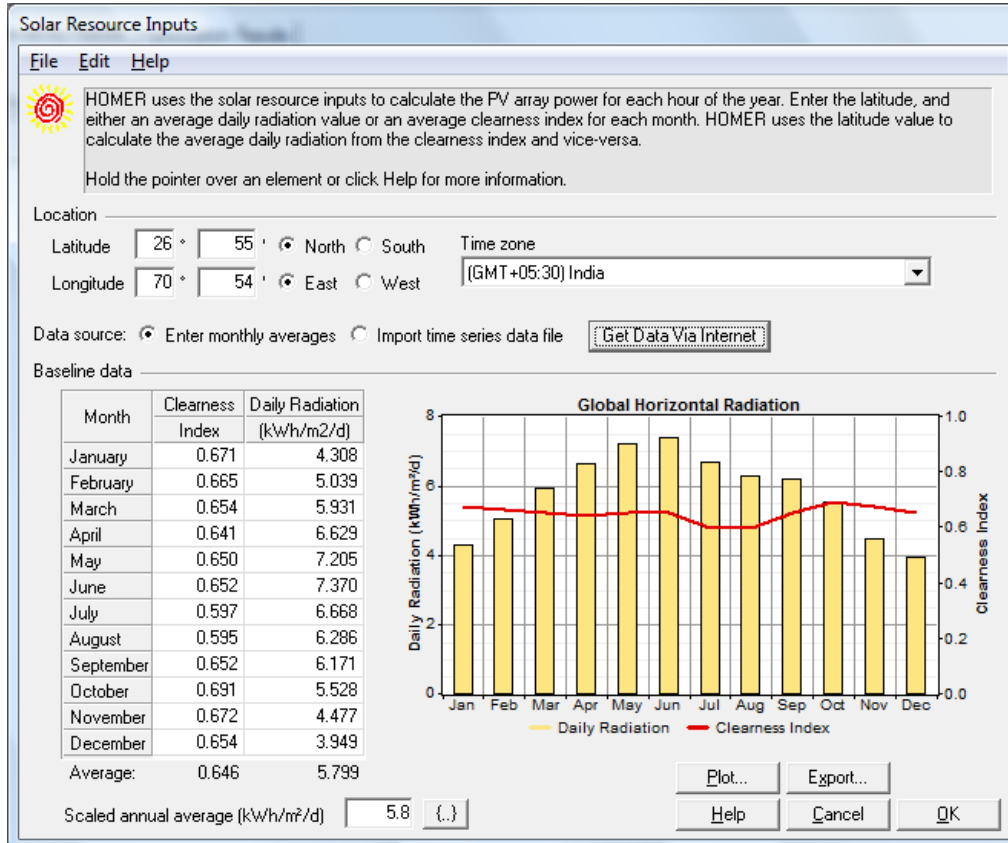 Solar Resource Inputs
File Edit Help
HOMER uses the solar resource inputs to calculate the PV array power for each hour of the year. Enter the latitude, and
either an average daily radiation value or an average clearness index for each month. HOMER uses the latitude value to
calculate the average daily radiation from the clearness index and vice-versa.
Hold the pointer over an element or click Help for more information.
Location
Latitude 26 ° 55 ' North South
Longitude 70 ° 54 ' East West
Time zone
(GMT+05:30) India
Data source: Enter monthly averages Import time series data file Get Data Via Internet
Baseline data
Month Clearness Daily Radiation
Index (kWh/m2/d)
January 0.671 4.308
February 0.665 5.039
March 0.654 5.931
April 0.641 6.629
May 0.650 7.205
June 0.652 7.370
July 0.597 6.668
August 0.595 6.286
September 0.652 6.171
October 0.691 5.528
November 0.672 4.477
December 0.654 3.949
Average: 0.646 5.799
Scaled annual average (kWh/m²/d) 5.8 {..}
Global Horizontal Radiation
Daily Radiation (kWh/m²/d)
8
6
4
2
0
Jan Feb Mar Apr May Jun Jul Aug Sep Oct Nov Dec
1.0
0.8
0.6
0.4
0.2
0.0
Clearness Index
Daily Radiation Clearness Index
Plot... Export...
Help Cancel OK